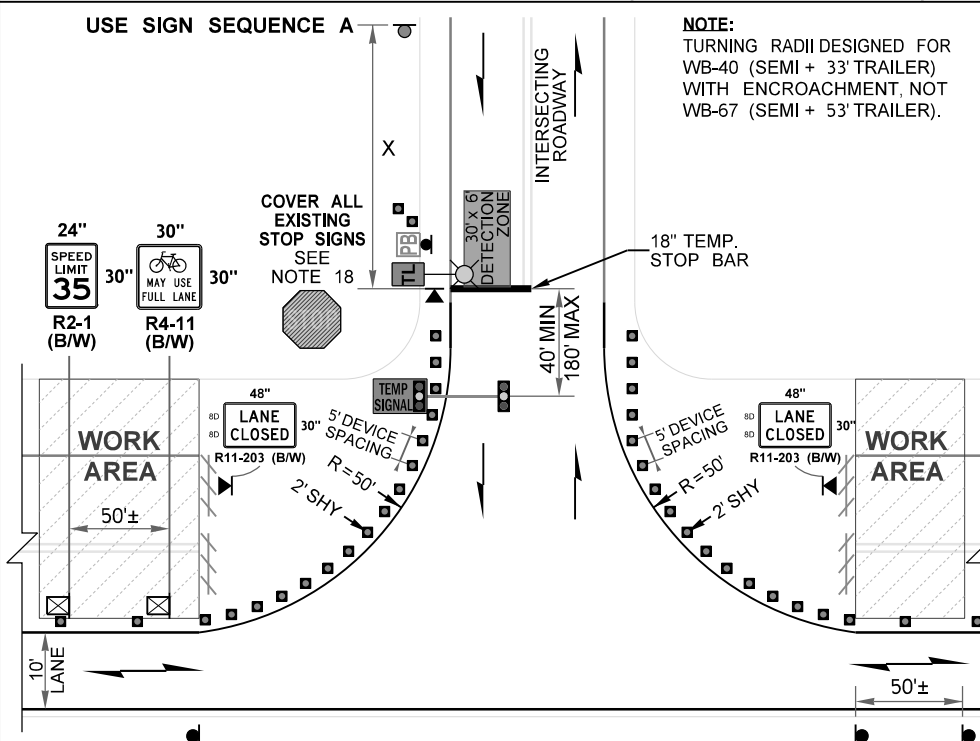 USE SIGN SEQUENCE A
NOTE:
TURNING RADII DESIGNED FOR
WB-40 (SEMI + 33' TRAILER)
WITH ENCROACHMENT, NOT
WB-67 (SEMI + 53' TRAILER).
INTERSECTING
ROADWAY
X
COVER ALL
EXISTING
STOP SIGNS
SEE
NOTE 18
STOP
PB
TL
30' x 6'
DETECTION
ZONE
18" TEMP.
STOP BAR
24"
SPEED
LIMIT
35
30"
R2-1
(B/W)
30"
MAY USE
FULL LANE
30"
R4-11
(B/W)
40' MIN
180' MAX
TEMP
SIGNAL
WORK
AREA
50'±
48"
8D
8D
LANE
CLOSED
30"
R11-203 (B/W)
5' DEVICE
SPACING
R=50'
2' SHY
5' DEVICE
SPACING
R=50'
2' SHY
48"
8D
8D
LANE
CLOSED
30"
R11-203 (B/W)
WORK
AREA
10'
LANE
50'±